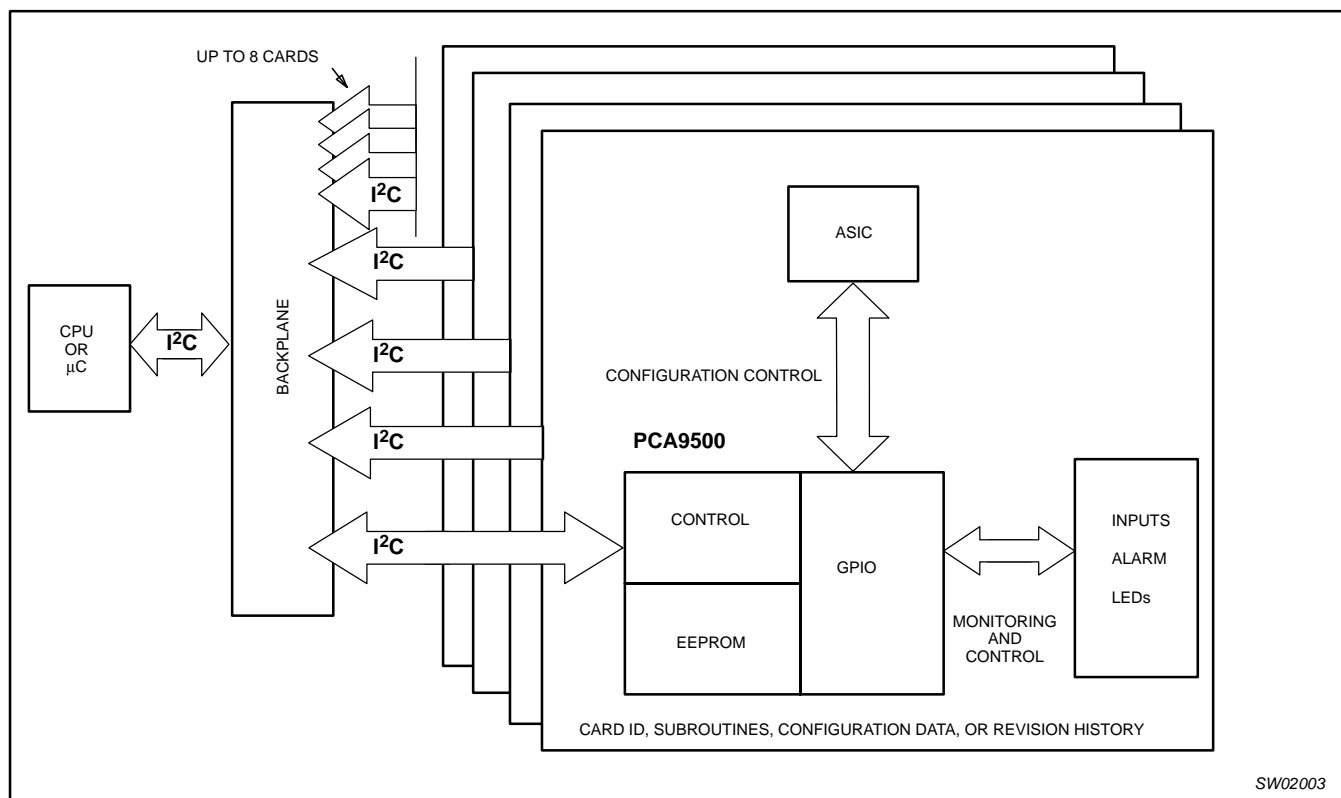 UP TO 8 CARDS
I²C
I²C
I²C
I²C
I²C
I²C
BACKPLANE
CPU
OR
μC
ASIC
CONFIGURATION CONTROL
PCA9500
CONTROL
EEPROM
GPIO
MONITORING
AND
CONTROL
INPUTS
ALARM
LEDs
CARD ID, SUBROUTINES, CONFIGURATION DATA, OR REVISION HISTORY
SW02003